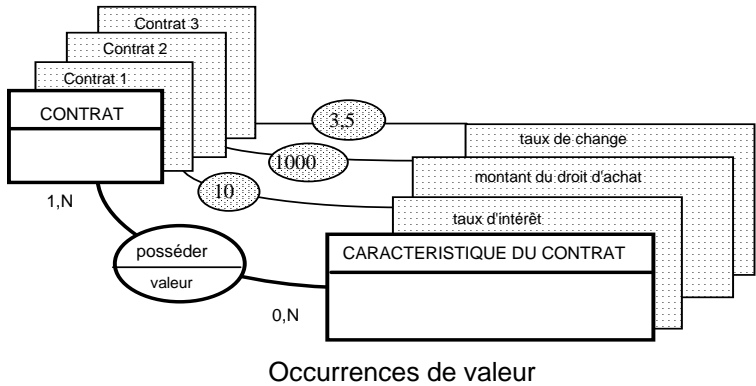 Contrat 3
Contrat 2
Contrat 1
CONTRAT
3,5
taux de change
1000
montant du droit d'achat
10
taux d'intérêt
1,N
posséder
valeur
CARACTERISTIQUE DU CONTRAT
0,N
Occurrences de valeur